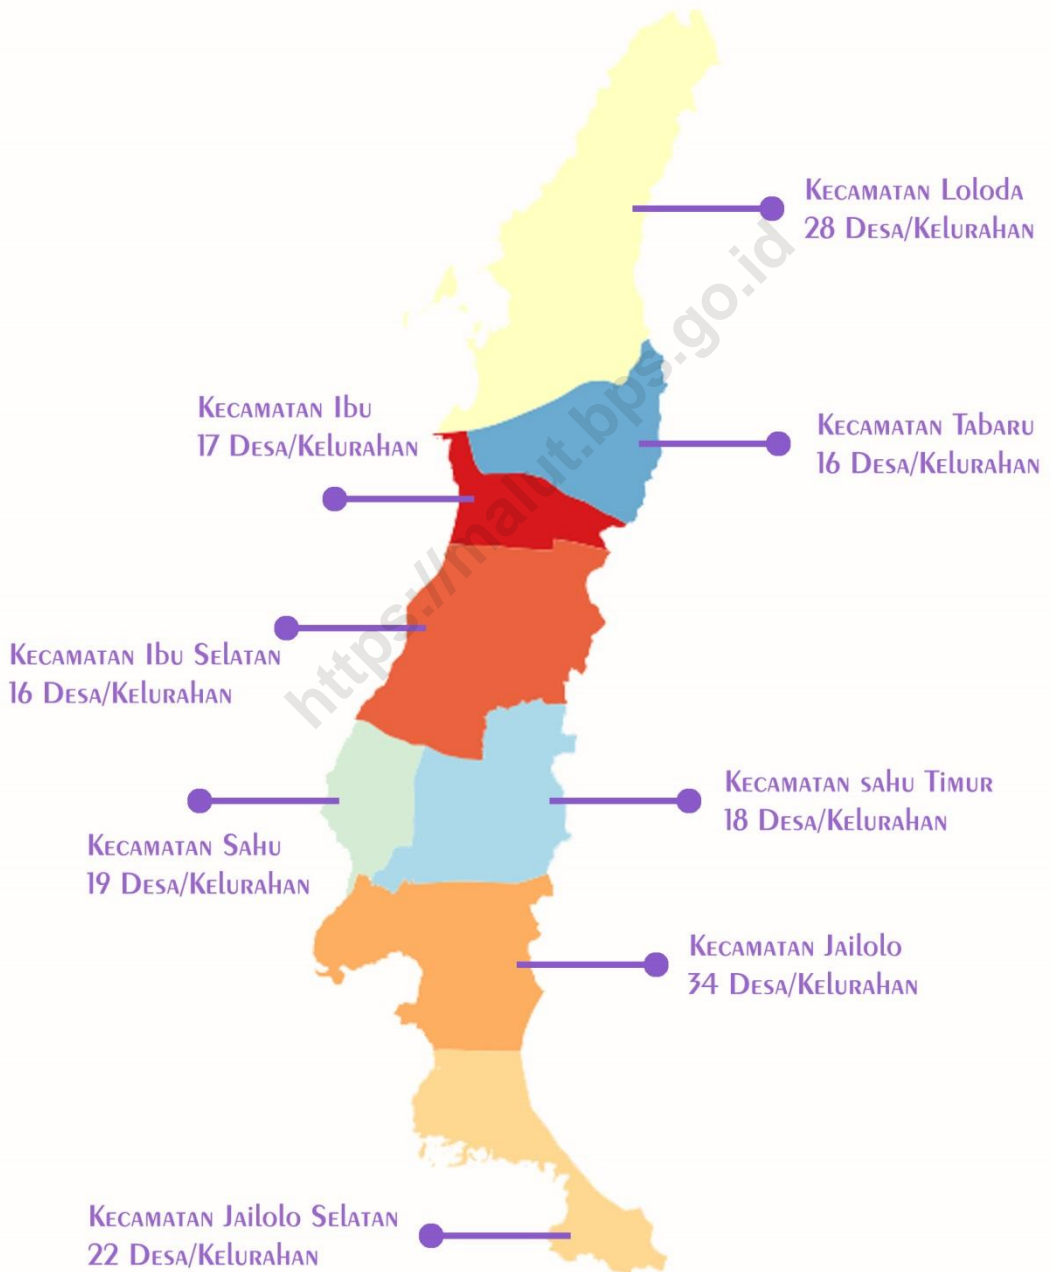 Kecamatan Loloda
28 Desa/Kelurahan
Kecamatan Ibu
17 Desa/Kelurahan
Kecamatan Tabaru
16 Desa/Kelurahan
Kecamatan Ibu Selatan
16 Desa/Kelurahan
Kecamatan sahu Timur
18 Desa/Kelurahan
Kecamatan Sahu
19 Desa/Kelurahan
Kecamatan Jailolo
34 Desa/Kelurahan
Kecamatan Jailolo Selatan
22 Desa/Kelurahan
https://malut.bps.go.id